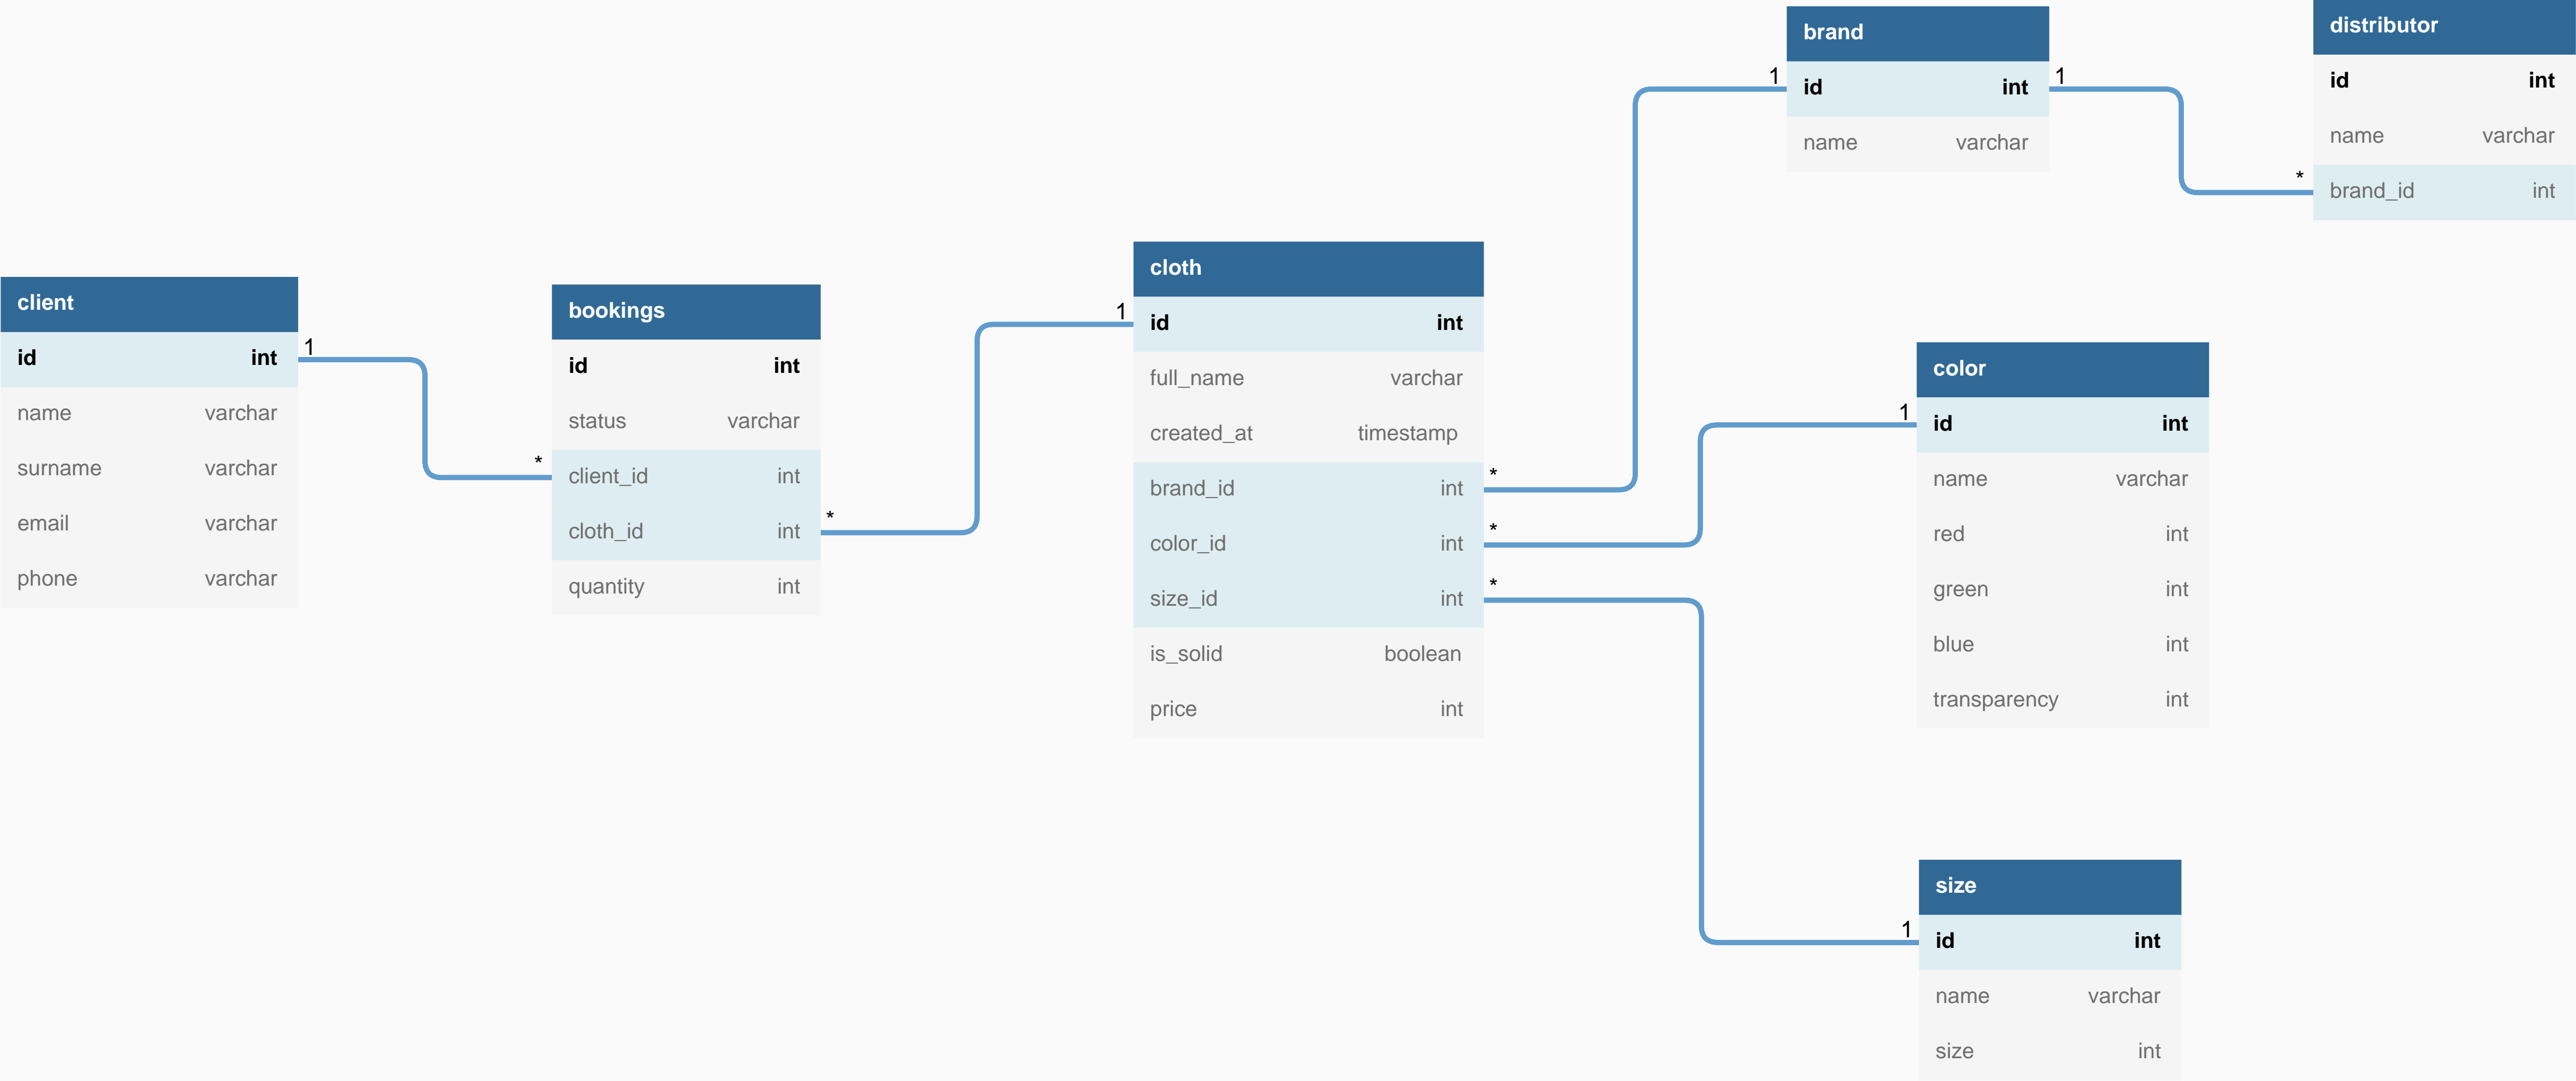 client
id int
name varchar
surname varchar
email varchar
phone varchar
1
*
bookings
id int
status varchar
client_id int
cloth_id int
quantity int
*
1
cloth
id int
full_name varchar
created_at timestamp
brand_id int
color_id int
size_id int
is_solid boolean
price int
*
*
*
1
brand
id int
name varchar
1
*
distributor
id int
name varchar
brand_id int
1
color
id int
name varchar
red int
green int
blue int
transparency int
1
size
id int
name varchar
size int